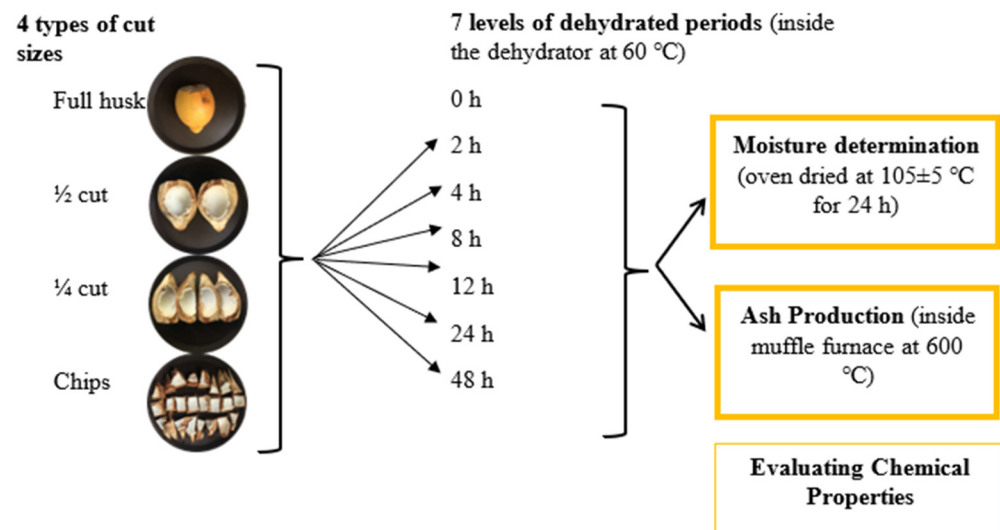 4 types of cut
sizes
Full husk
½ cut
¼ cut
Chips
7 levels of dehydrated periods (inside
the dehydrator at 60 °C)
0 h
2 h
4 h
8 h
12 h
24 h
48 h
Moisture determination
(oven dried at 105±5 °C
for 24 h)
Ash Production (inside
muffle furnace at 600
°C)
Evaluating Chemical
Properties